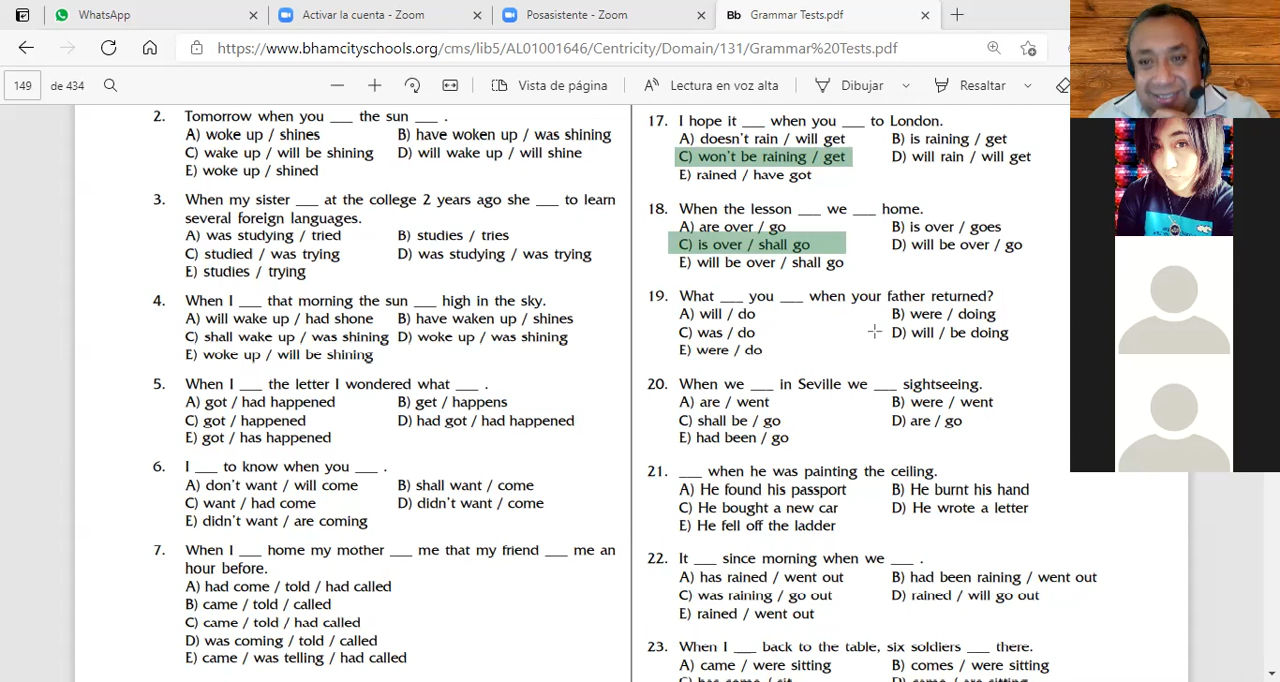 WhatsApp
Activar la cuenta - Zoom
Posasistente - Zoom
Bb Grammar Tests.pdf
https://www.bhamcityschools.org/cms/lib5/AL01001646/Centricity/Domain/131/Grammar%20Tests.pdf
149 de 434
Vista de página
Lectura en voz alta
Dibujar
Resaltar
2. Tomorrow when you ___ the sun ___ .
A) woke up / shines B) have woken up / was shining
C) wake up / will be shining D) will wake up / will shine
E) woke up / shined
3. When my sister ___ at the college 2 years ago she ___ to learn
several foreign languages.
A) was studying / tried B) studies / tries
C) studied / was trying D) was studying / was trying
E) studies / trying
4. When I ___ that morning the sun ___ high in the sky.
A) will wake up / had shone B) have waken up / shines
C) shall wake up / was shining D) woke up / was shining
E) woke up / will be shining
5. When I ___ the letter I wondered what ___ .
A) got / had happened B) get / happens
C) got / happened D) had got / had happened
E) got / has happened
6. I ___ to know when you ___ .
A) don't want / will come B) shall want / come
C) want / had come D) didn't want / come
E) didn't want / are coming
7. When I ___ home my mother ___ me that my friend ___ me an
hour before.
A) had come / told / had called
B) came / told / called
C) came / told / had called
D) was coming / told / called
E) came / was telling / had called
17. I hope it ___ when you ___ to London.
A) doesn't rain / will get B) is raining / get
C) won't be raining / get D) will rain / will get
E) rained / have got
18. When the lesson ___ we ___ home.
A) are over / go B) is over / goes
C) is over / shall go D) will be over / go
E) will be over / shall go
19. What ___ you ___ when your father returned?
A) will / do B) were / doing
C) was / do D) will / be doing
E) were / do
20. When we ___ in Seville we ___ sightseeing.
A) are / went B) were / went
C) shall be / go D) are / go
E) had been / go
21. ___ when he was painting the ceiling.
A) He found his passport B) He burnt his hand
C) He bought a new car D) He wrote a letter
E) He fell off the ladder
22. It ___ since morning when we ___ .
A) has rained / went out B) had been raining / went out
C) was raining / go out D) rained / will go out
E) rained / went out
23. When I ___ back to the table, six soldiers ___ there.
A) came / were sitting B) comes / were sitting